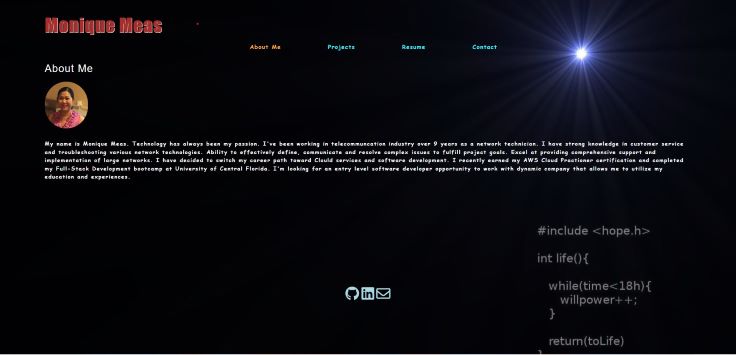 Monique Meas
About Me
Projects
Resume
Contact
About Me
My name is Monique Meas. Technology has always been my passion. I've been working in telecommuncation industry over 9 years as a network technician. I have strong knowledge in customer service
and troubleshooting various network technologies. Ability to effectively define, communicate and resolve complex issues to fulfill project goals. Excel at providing comprehensive support and
implementation of large networks. I have decided to switch my career path toward Clould services and software development. I recently earned my AWS Cloud Practioner certification and completed
my Full-Stack Development bootcamp at University of Central Florida. I'm looking for an entry level software developer opportunity to work with dynamic company that allows me to utilize my
education and experiences.
#include <hope.h>
int life(){
while(time<18h){
willpower++;
}
return(toLife)
}